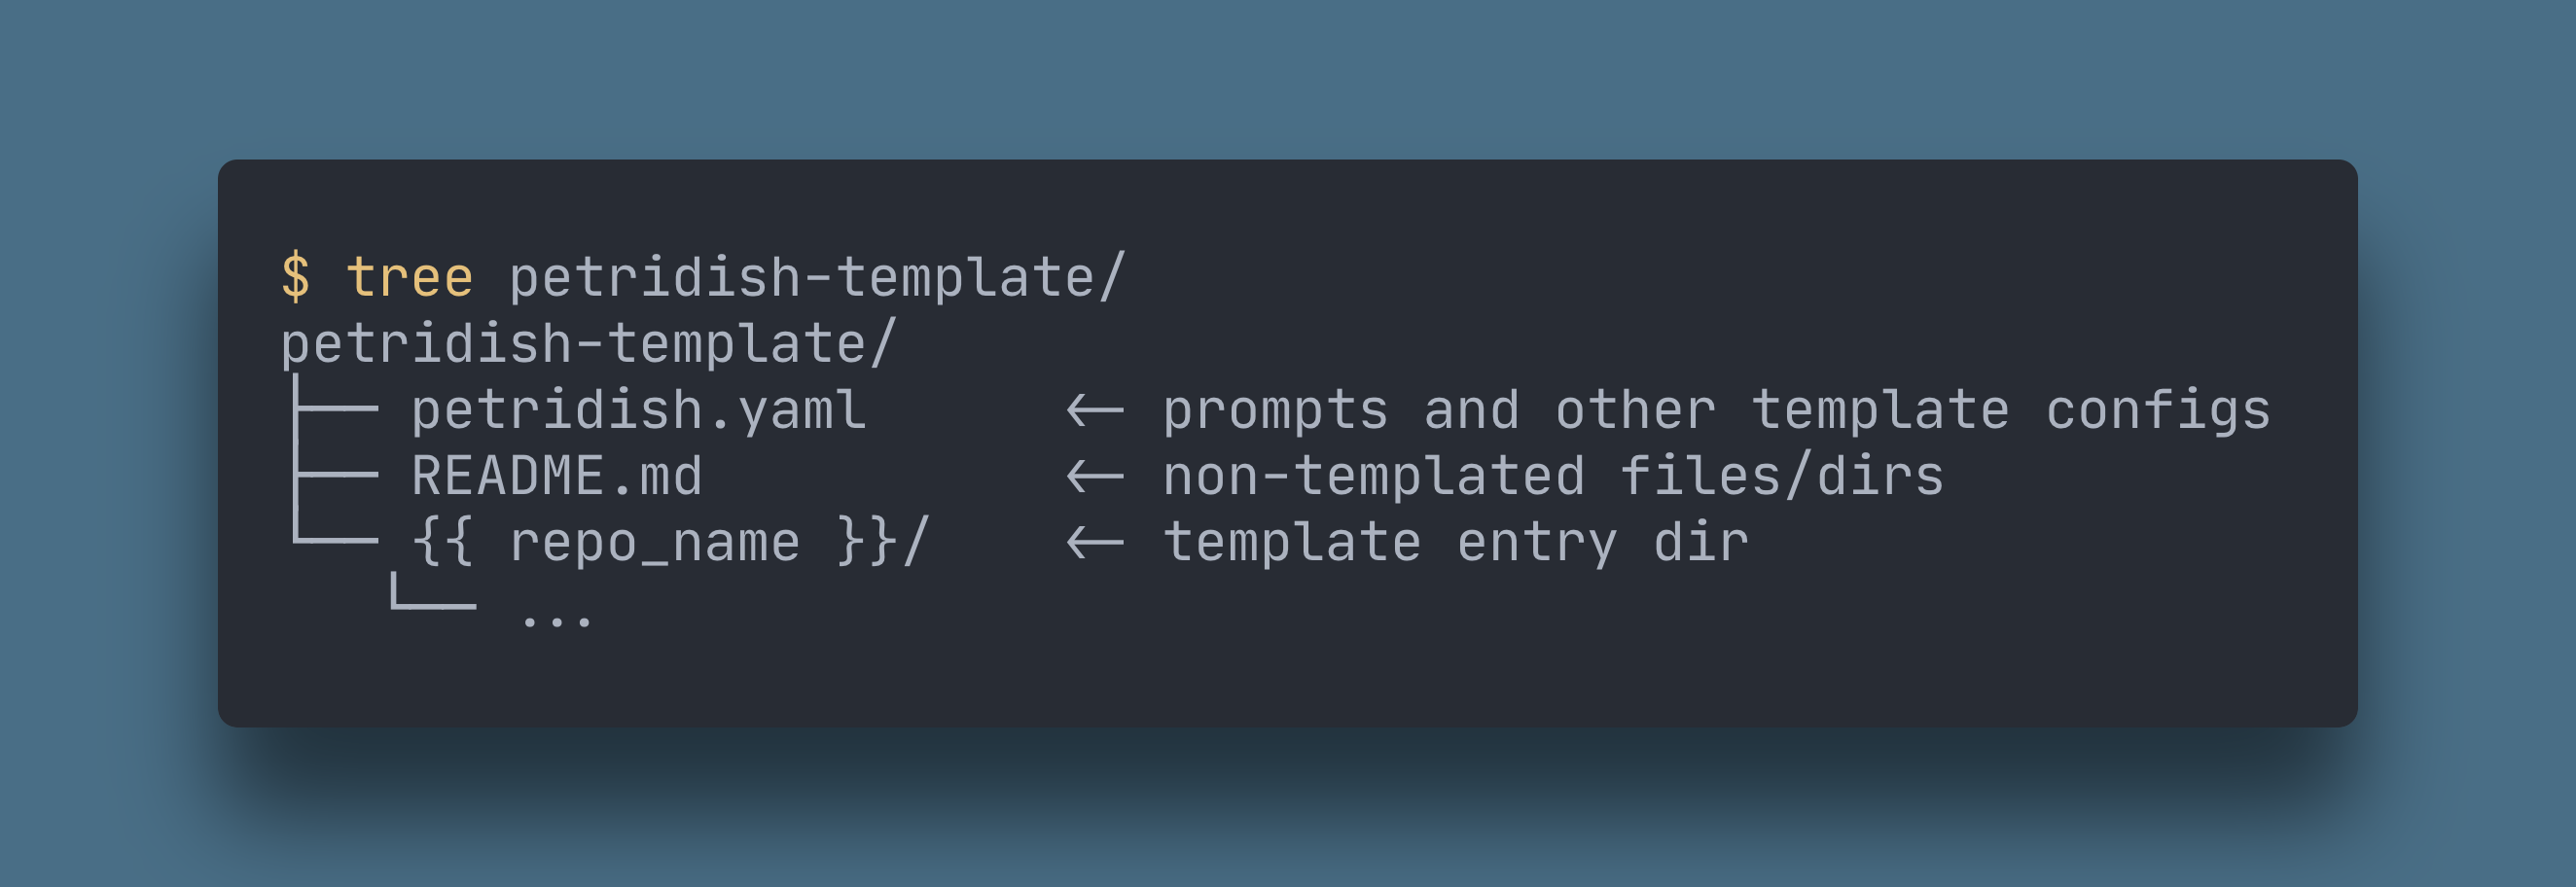 $ tree petridish-template/
petridish-template/
├── petridish.yaml      ← prompts and other template configs
├── README.md           ← non-templated files/dirs
└── {{ repo_name }}/    ← template entry dir
   └── ...